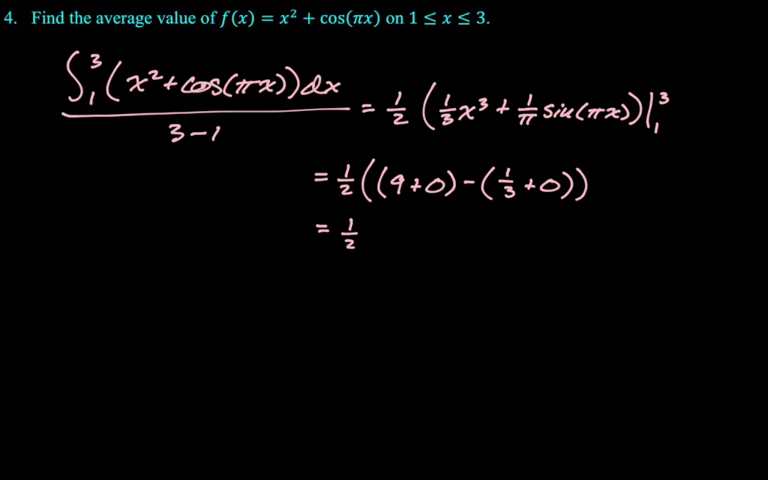 4. Find the average value of f(x) = x² + cos(πx) on 1 ≤ x ≤ 3.
∫₁³ (x² + cos(πx)) dx / 3 - 1 = 1/2 (1/3 x³ + 1/π sin(πx)) |₁³
= 1/2 ((9 + 0) - (1/3 + 0))
= 1/2